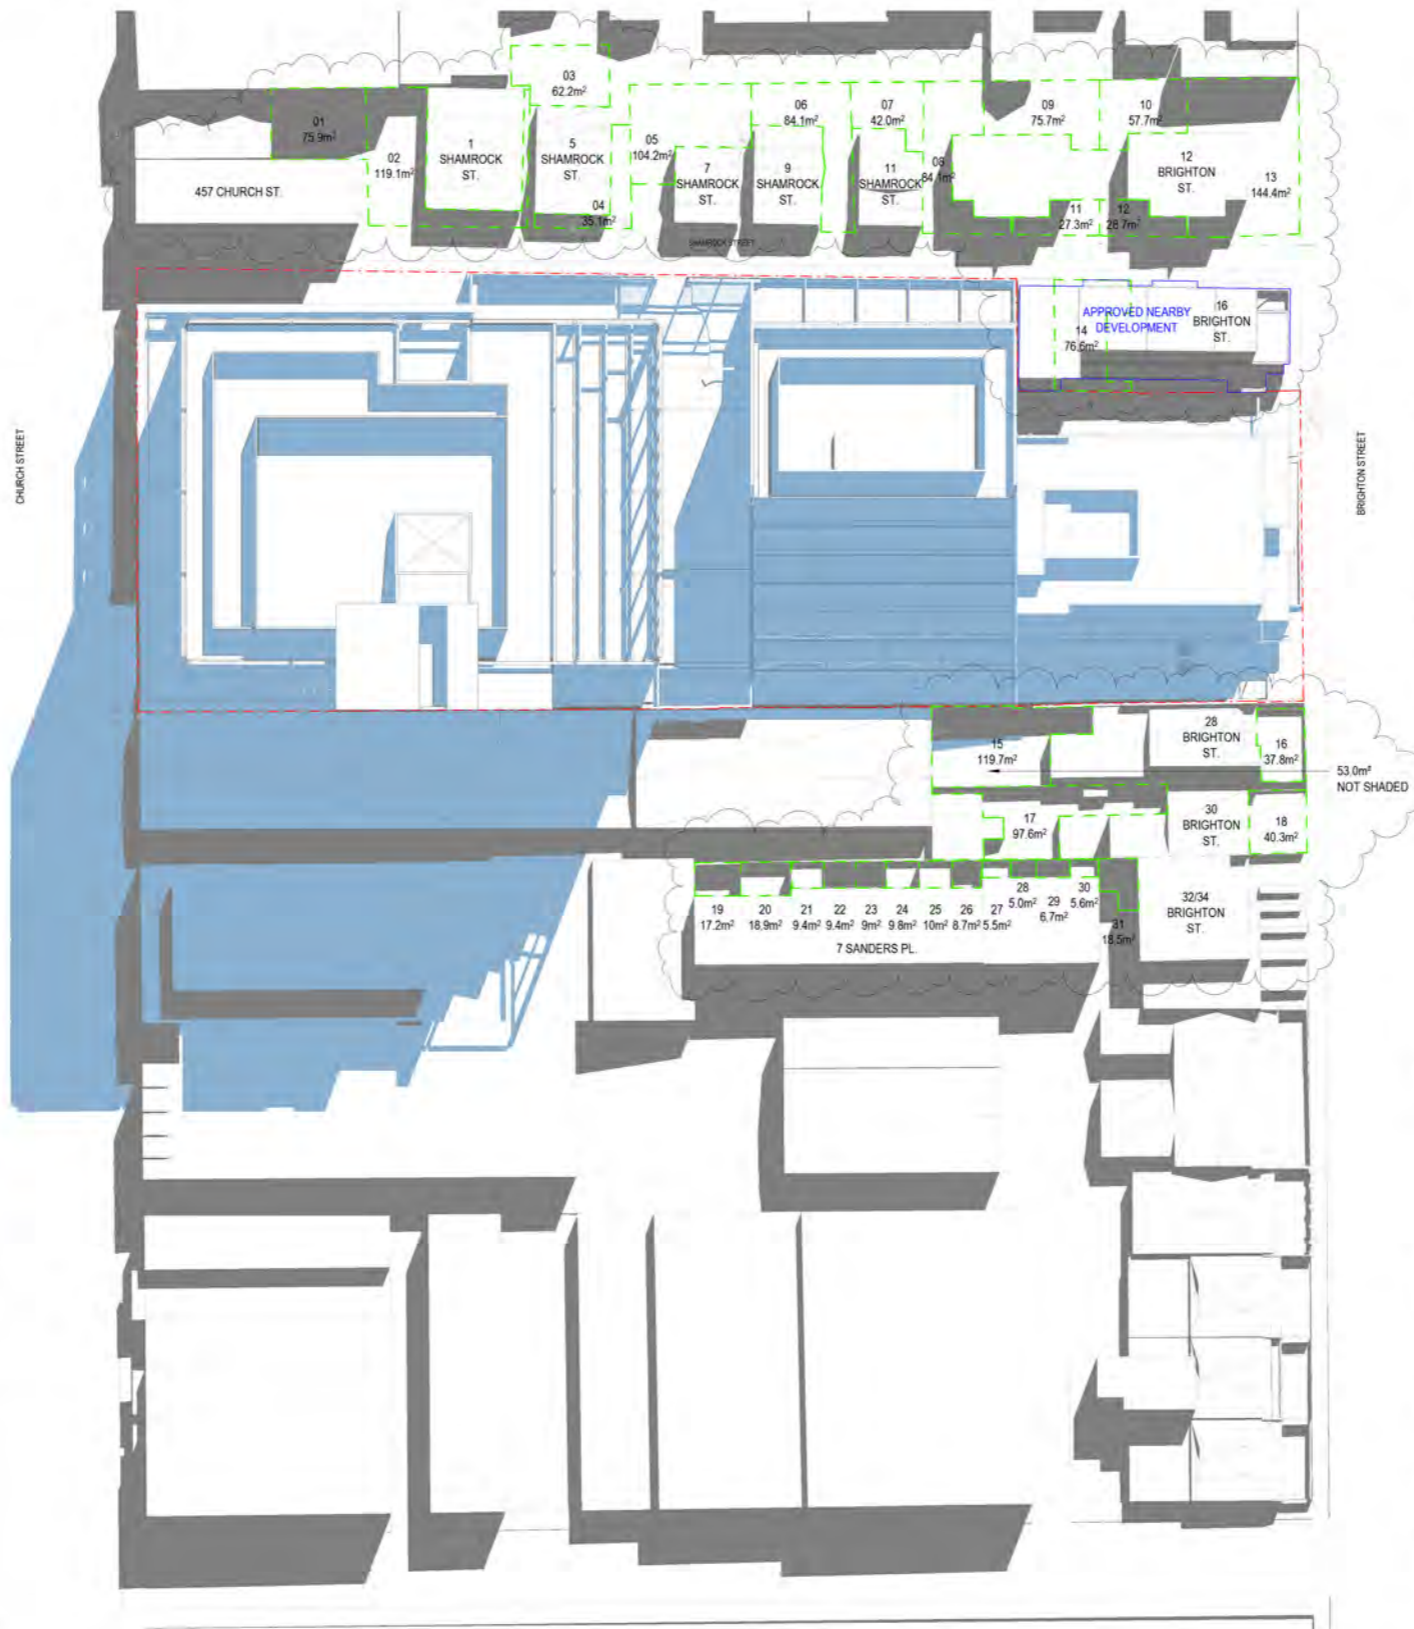 03
62.2m²
01
75.9m²
02
119.1m²
1
SHAMROCK
ST.
5
SHAMROCK
ST.
05
104.2m²
06
84.1m²
07
42.0m²
09
75.7m²
10
57.7m²
457 CHURCH ST.
04
35.1m²
7
SHAMROCK
ST.
9
SHAMROCK
ST.
11
SHAMROCK
ST.
08
84.1m²
12
BRIGHTON
ST.
13
144.4m²
11
27.3m²
12
28.7m²
SHAMROCK STREET
APPROVED NEARBY
DEVELOPMENT
14
76.6m²
16
BRIGHTON
ST.
CHURCH STREET
BRIGHTON STREET
15
119.7m²
28
BRIGHTON
ST.
16
37.8m²
53.0m²
NOT SHADED
17
97.6m²
30
BRIGHTON
ST.
18
40.3m²
19
17.2m²
20
18.9m²
21
9.4m²
22
9.4m²
23
9m²
24
9.8m²
25
10m²
26
8.7m²
27
5.5m²
28
5.0m²
29
6.7m²
30
5.6m²
31
18.5m²
32/34
BRIGHTON
ST.
7 SANDERS PL.